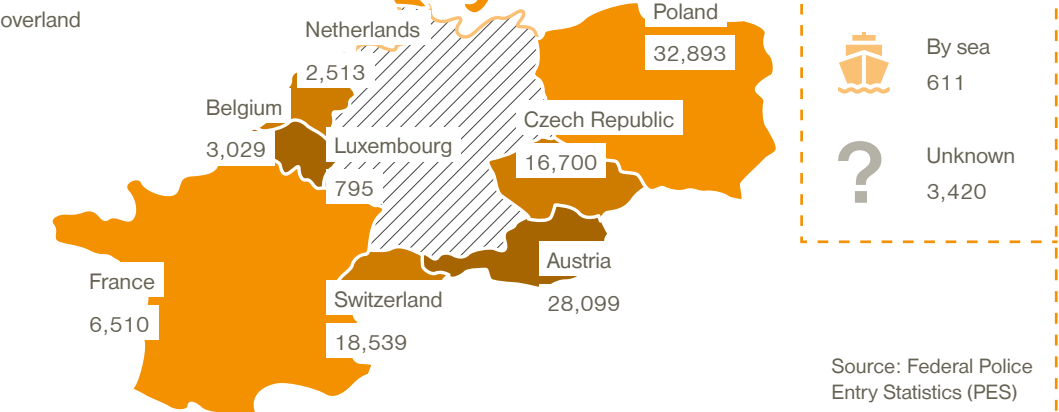 overland
Netherlands
2,513
Poland
32,893
Belgium
3,029
Luxembourg
795
Czech Republic
16,700
France
6,510
Switzerland
18,539
Austria
28,099
By sea
611
?
Unknown
3,420
Source: Federal Police
Entry Statistics (PES)